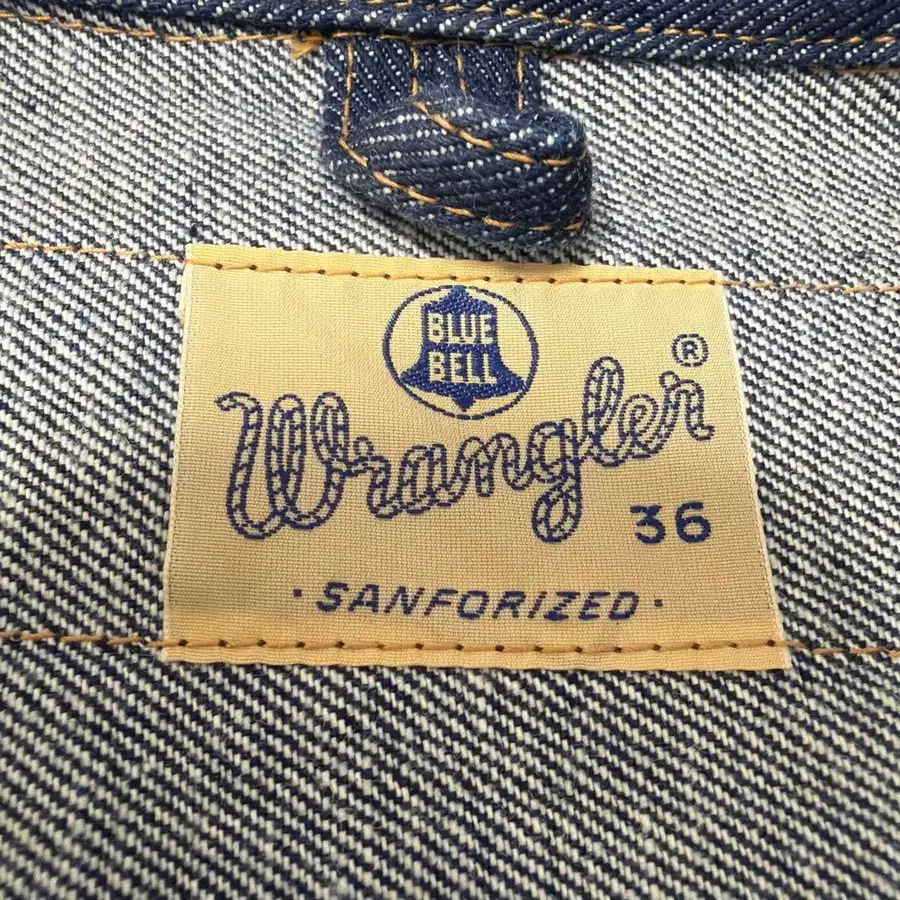 BLUE
BELL
Wrangler®
36
· SANFORIZED ·